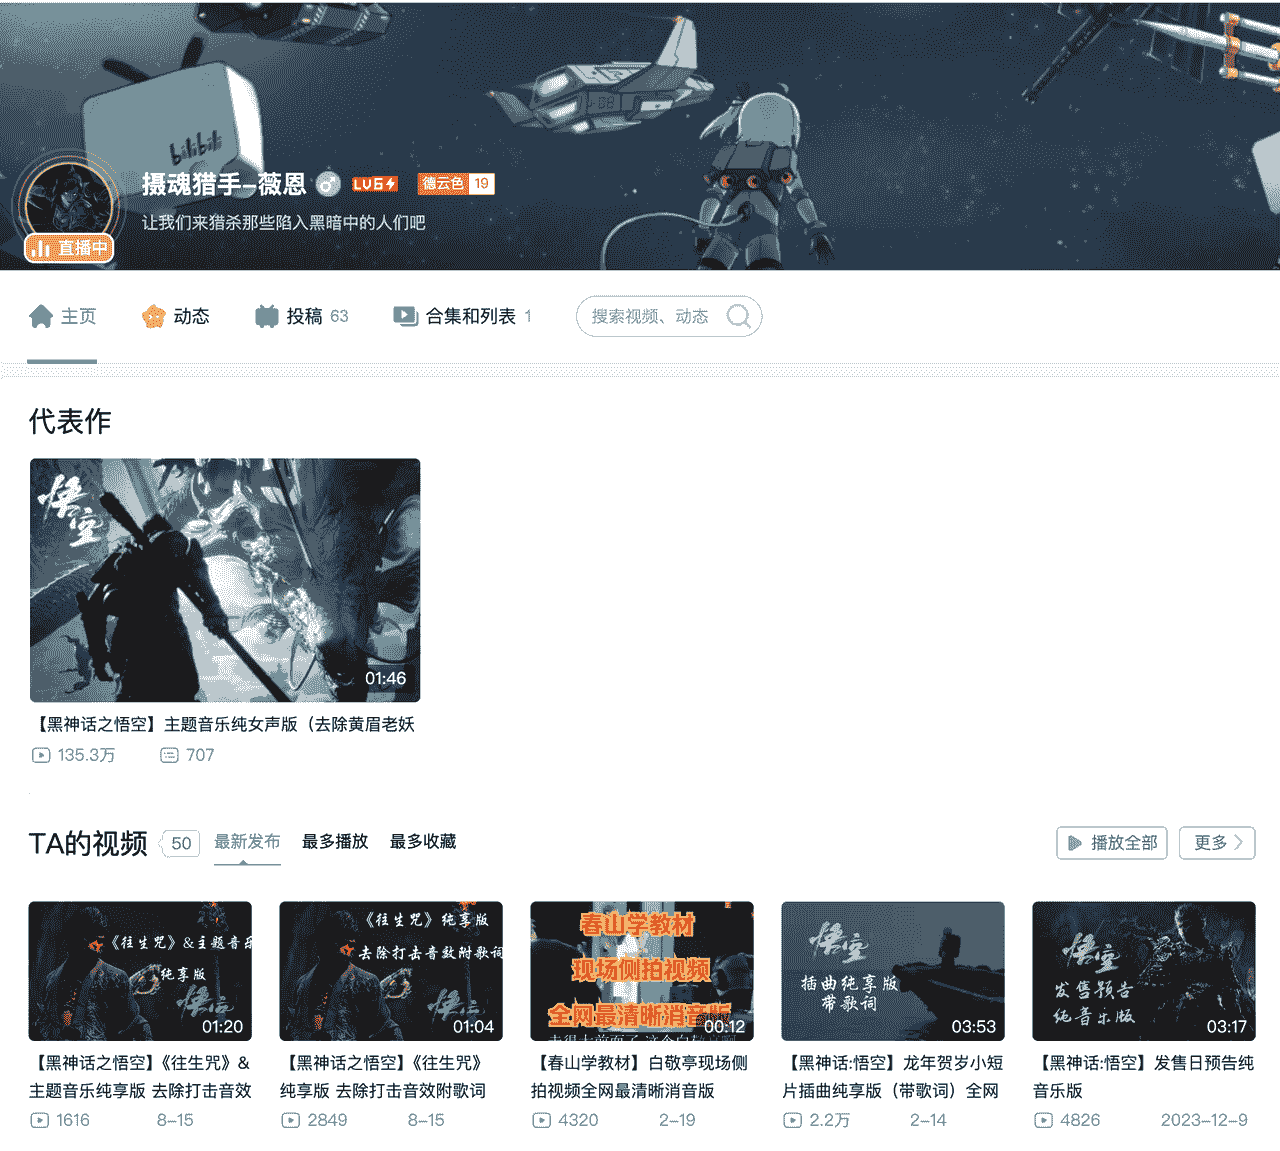 bilibili
摄魂猎手-薇恩 LV6 德云色 19
让我们来猎杀那些陷入黑暗中的人们吧
直播中
主页 动态 投稿 63 合集和列表 1 搜索视频、动态
代表作
悟空
01:46
【黑神话之悟空】主题音乐纯女声版（去除黄眉老妖
135.3万 707
TA的视频 50 最新发布 最多播放 最多收藏 播放全部 更多
《往生咒》&主题音乐
纯享版
悟空
01:20
【黑神话之悟空】《往生咒》&
主题音乐纯享版 去除打击音效
1616 8-15
《往生咒》纯享版
去除打击音效附歌词
悟空
01:04
【黑神话之悟空】《往生咒》
纯享版 去除打击音效附歌词
2849 8-15
春山学教材
现场侧拍视频
全网最清晰消音版
00:12
【春山学教材】白敬亭现场侧
拍视频全网最清晰消音版
4320 2-19
悟空
插曲纯享版
带歌词
03:53
【黑神话:悟空】龙年贺岁小短
片插曲纯享版（带歌词）全网
2.2万 2-14
悟空
发售预告
纯音乐版
03:17
【黑神话:悟空】发售日预告纯
音乐版
4826 2023-12-9